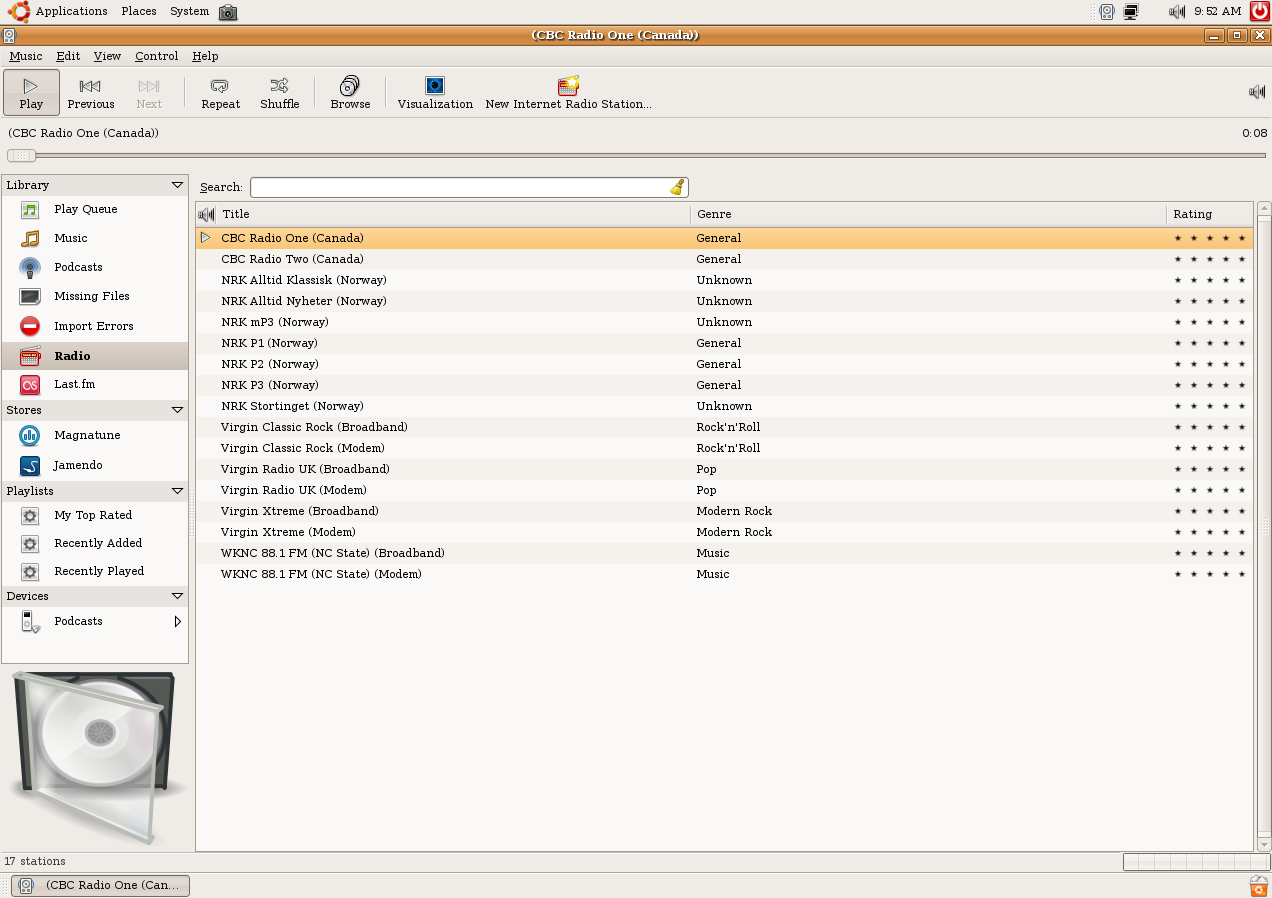 Applications Places System 9:52 AM
(CBC Radio One (Canada))
Music Edit View Control Help
Play Previous Next Repeat Shuffle Browse Visualization New Internet Radio Station...
(CBC Radio One (Canada)) 0:08
Library
Play Queue
Music
Podcasts
Missing Files
Import Errors
Radio
Last.fm
Stores
Magnatune
Jamendo
Playlists
My Top Rated
Recently Added
Recently Played
Devices
Podcasts
Search:
Title Genre Rating
CBC Radio One (Canada) General
CBC Radio Two (Canada) General
NRK Alltid Klassisk (Norway) Unknown
NRK Alltid Nyheter (Norway) Unknown
NRK mP3 (Norway) Unknown
NRK P1 (Norway) General
NRK P2 (Norway) General
NRK P3 (Norway) General
NRK Stortinget (Norway) Unknown
Virgin Classic Rock (Broadband) Rock'n'Roll
Virgin Classic Rock (Modem) Rock'n'Roll
Virgin Radio UK (Broadband) Pop
Virgin Radio UK (Modem) Pop
Virgin Xtreme (Broadband) Modern Rock
Virgin Xtreme (Modem) Modern Rock
WKNC 88.1 FM (NC State) (Broadband) Music
WKNC 88.1 FM (NC State) (Modem) Music
17 stations
(CBC Radio One (Can...